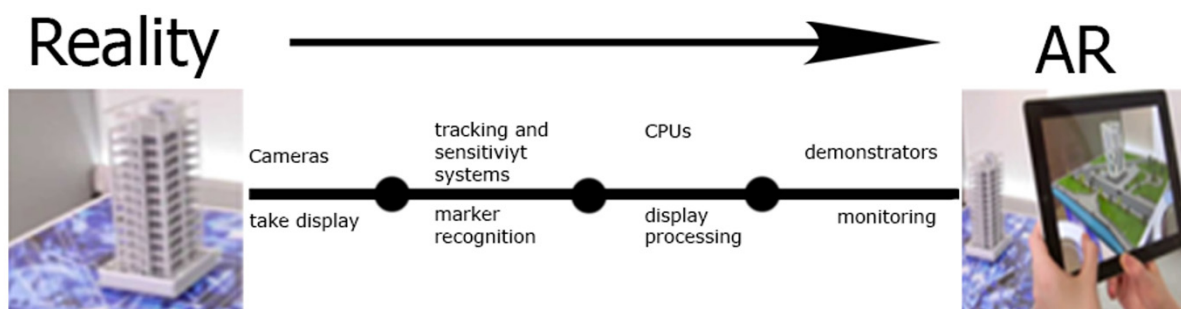 Reality
AR
Cameras
tracking and
sensitiviyt
systems
CPUs
demonstrators
take display
marker
recognition
display
processing
monitoring